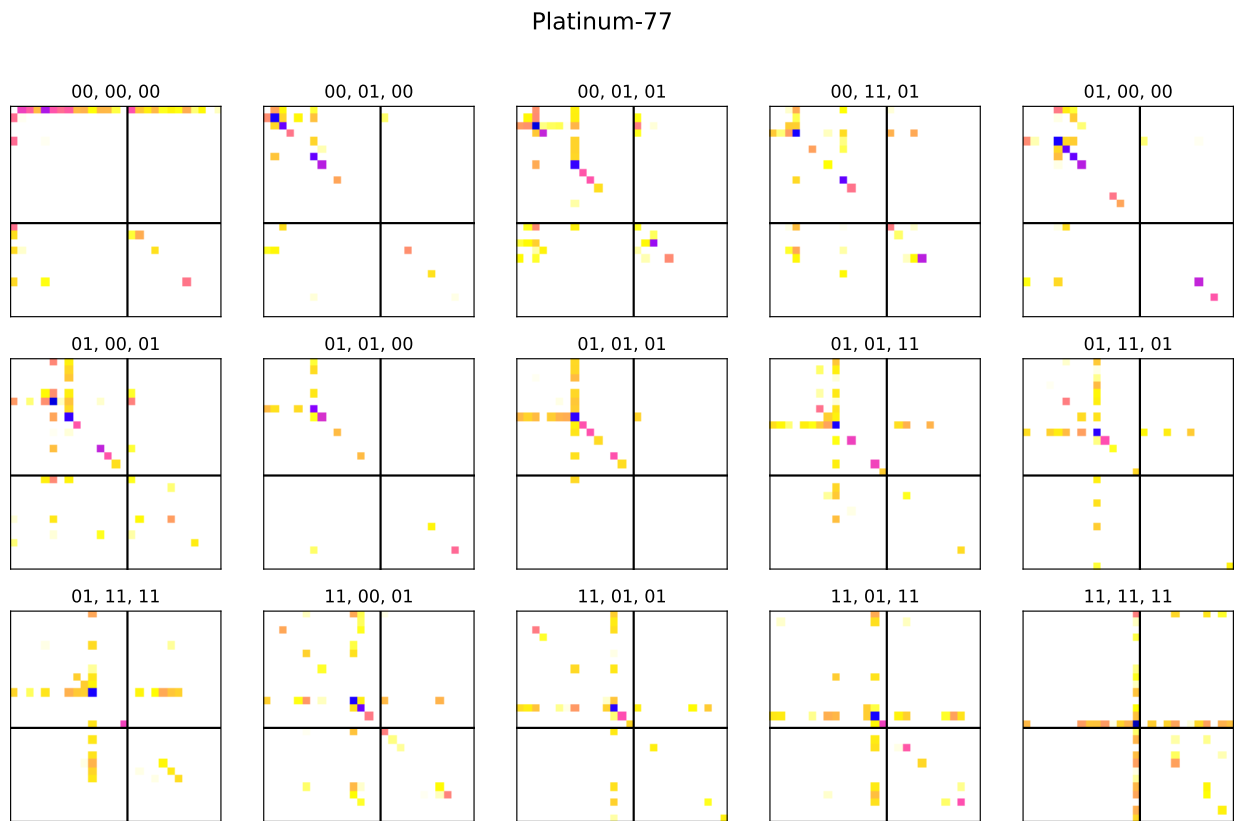 Platinum-77
00, 00, 00
00, 01, 00
00, 01, 01
00, 11, 01
01, 00, 00
01, 00, 01
01, 01, 00
01, 01, 01
01, 01, 11
01, 11, 01
01, 11, 11
11, 00, 01
11, 01, 01
11, 01, 11
11, 11, 11